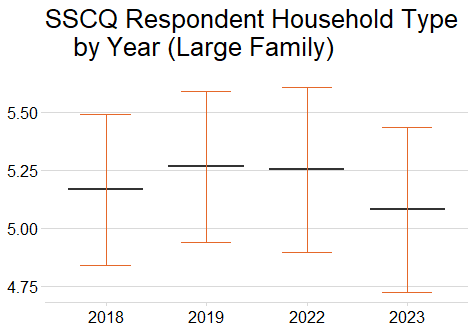 SSCQ Respondent Household Type
by Year (Large Family)
5.50
5.25
5.00
4.75
2018 2019 2022 2023